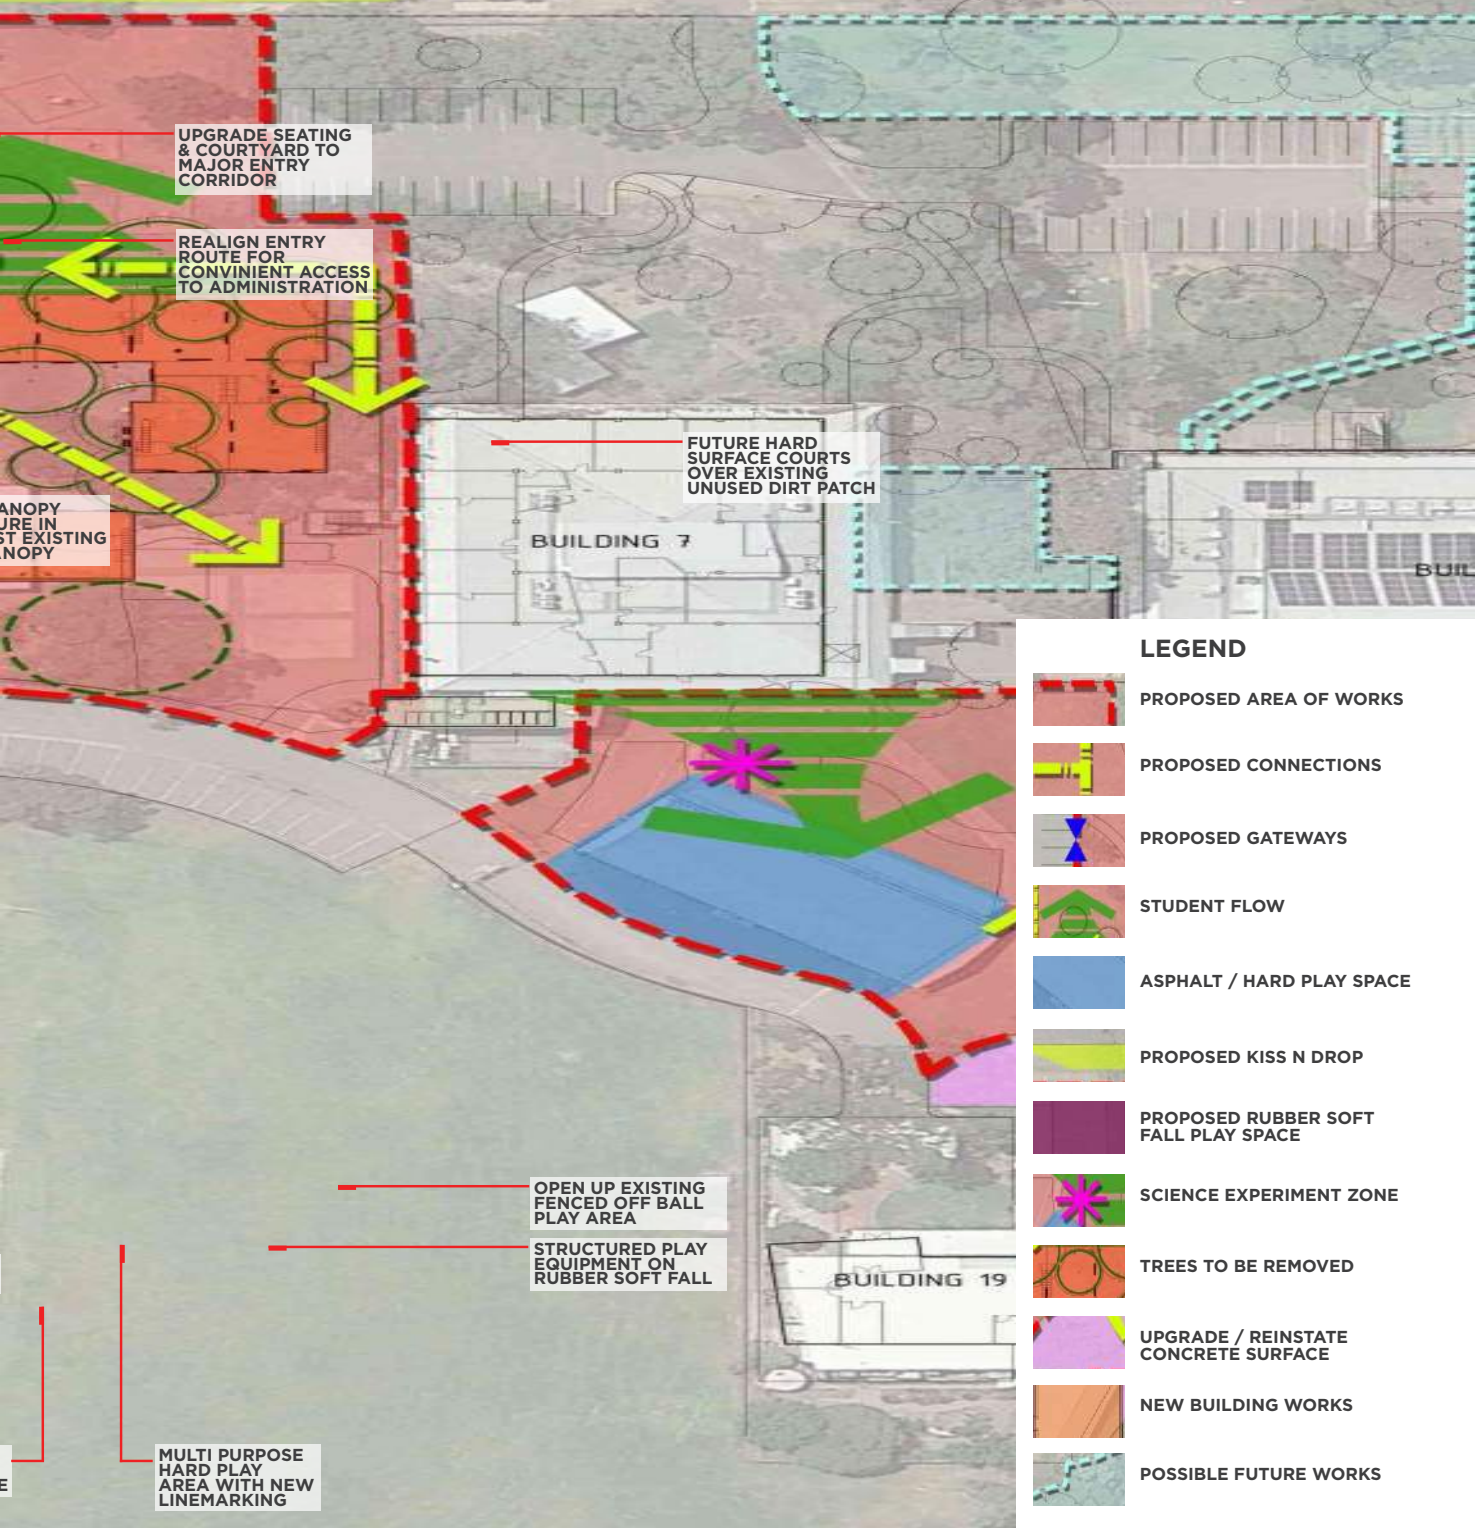 UPGRADE SEATING
& COURTYARD TO
MAJOR ENTRY
CORRIDOR
REALIGN ENTRY
ROUTE FOR
CONVINIENT ACCESS
TO ADMINISTRATION
FUTURE HARD
SURFACE COURTS
OVER EXISTING
UNUSED DIRT PATCH
ANOPY
URE IN
ST EXISTING
NOPY
BUILDING 7
BUIL
LEGEND
PROPOSED AREA OF WORKS
PROPOSED CONNECTIONS
PROPOSED GATEWAYS
STUDENT FLOW
ASPHALT / HARD PLAY SPACE
PROPOSED KISS N DROP
PROPOSED RUBBER SOFT
FALL PLAY SPACE
SCIENCE EXPERIMENT ZONE
TREES TO BE REMOVED
UPGRADE / REINSTATE
CONCRETE SURFACE
NEW BUILDING WORKS
POSSIBLE FUTURE WORKS
OPEN UP EXISTING
FENCED OFF BALL
PLAY AREA
STRUCTURED PLAY
EQUIPMENT ON
RUBBER SOFT FALL
BUILDING 19
MULTI PURPOSE
HARD PLAY
AREA WITH NEW
LINEMARKING
E